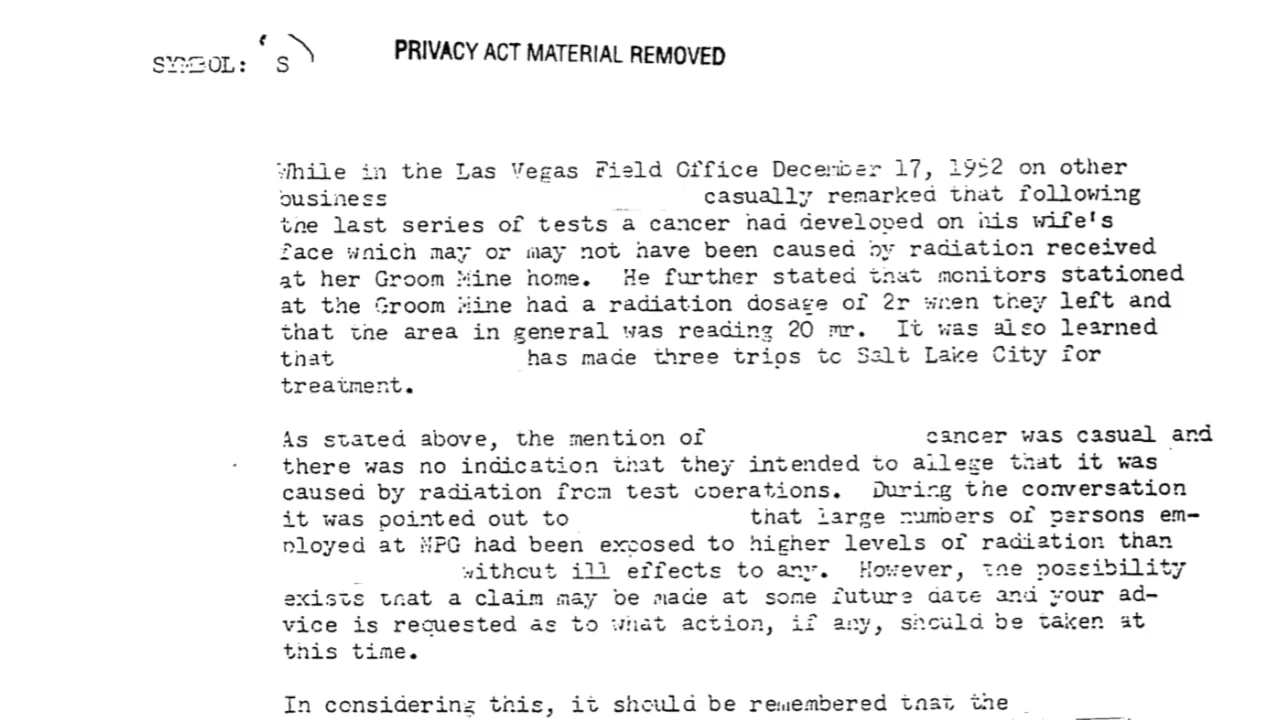 PRIVACY ACT MATERIAL REMOVED
SYMBOL: S
While in the Las Vegas Field Office December 17, 1952 on other
business casually remarked that following
the last series of tests a cancer had developed on his wife's
face which may or may not have been caused by radiation received
at her Groom Mine home. He further stated that monitors stationed
at the Groom Mine had a radiation dosage of 2r when they left and
that the area in general was reading 20 mr. It was also learned
that has made three trips to Salt Lake City for
treatment.
As stated above, the mention of cancer was casual and
there was no indication that they intended to allege that it was
caused by radiation from test operations. During the conversation
it was pointed out to that large numbers of persons em-
ployed at NPG had been exposed to higher levels of radiation than
without ill effects to any. However, the possibility
exists that a claim may be made at some future date and your ad-
vice is requested as to what action, if any, should be taken at
this time.
In considering this, it should be remembered that the